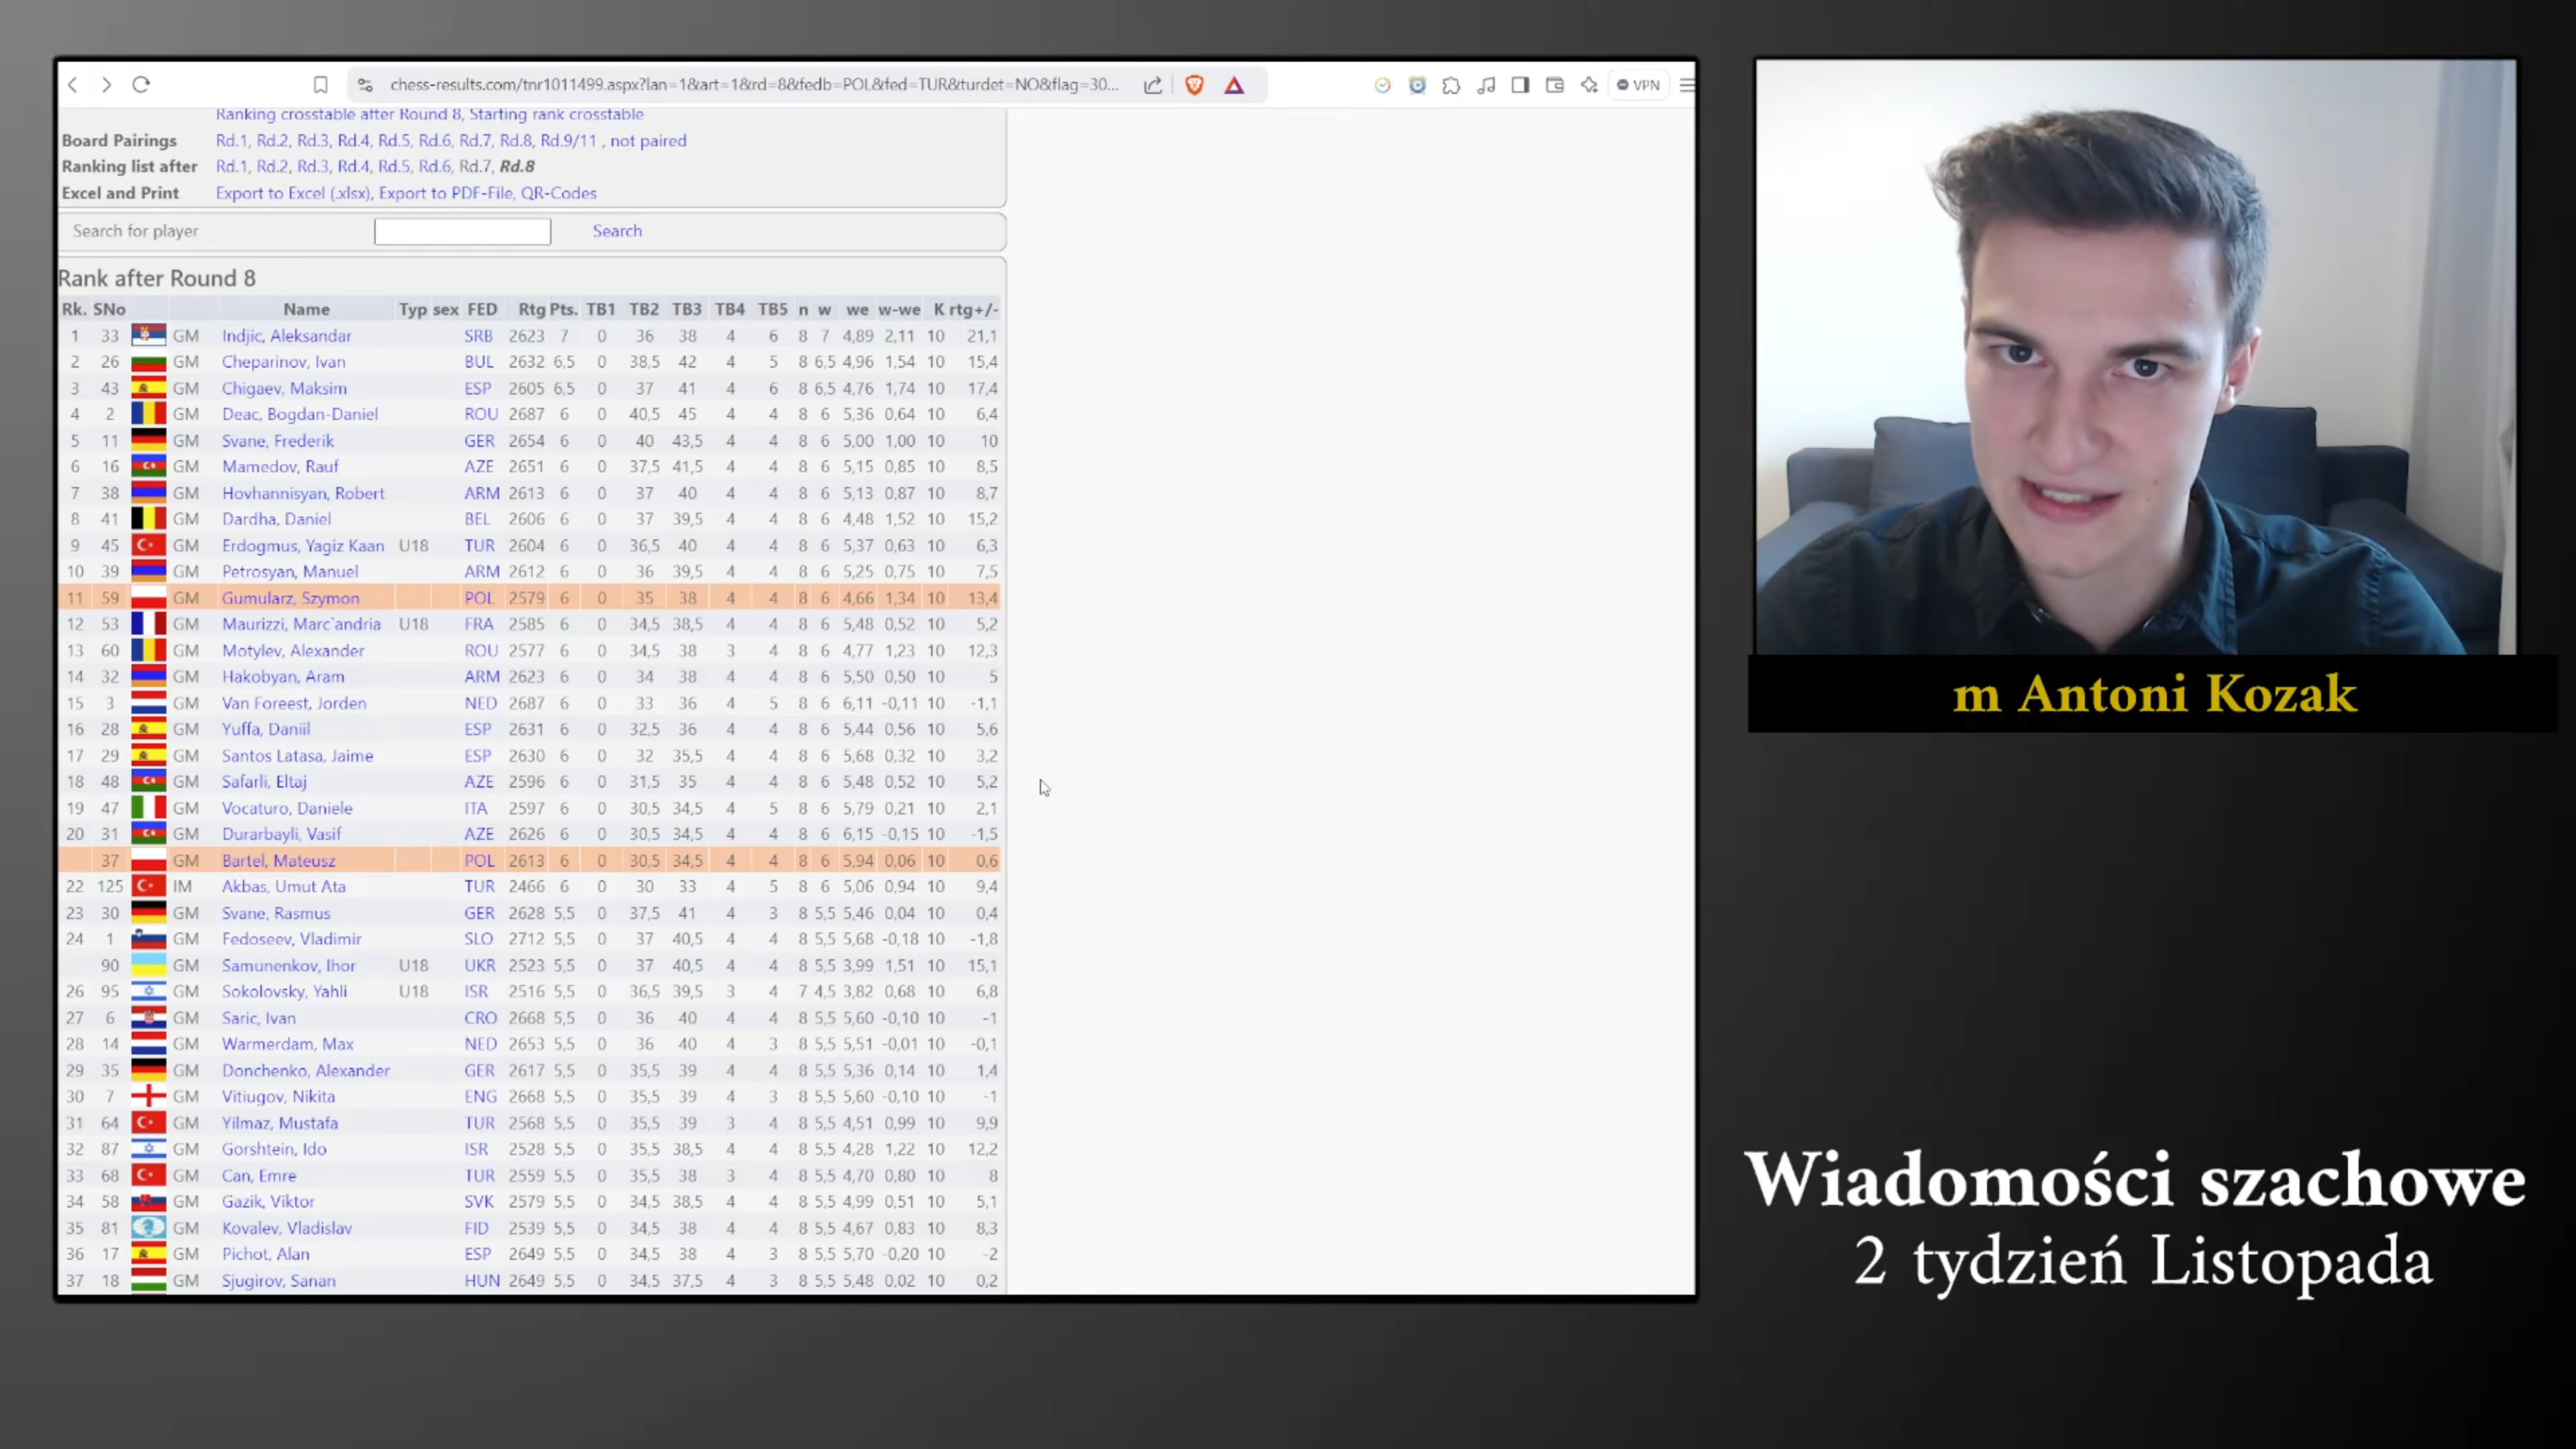 chess-results.com/tnr1011499.aspx?lan=1&art=1&rd=8&fedb=POL&fed=TUR&turdet=NO&flag=30...
VPN
Ranking crosstable after Round 8, Starting rank crosstable
Board Pairings Rd.1, Rd.2, Rd.3, Rd.4, Rd.5, Rd.6, Rd.7, Rd.8, Rd.9/11 , not paired
Ranking list after Rd.1, Rd.2, Rd.3, Rd.4, Rd.5, Rd.6, Rd.7, Rd.8
Excel and Print Export to Excel (.xlsx), Export to PDF-File, QR-Codes
Search for player Search
Rank after Round 8
Rk. SNo Name Typ sex FED Rtg Pts. TB1 TB2 TB3 TB4 TB5 n w we w-we K rtg+/-
1 33 GM Indjic, Aleksandar SRB 2623 7 0 36 38 4 6 8 7 4,89 2,11 10 21,1
2 26 GM Cheparinov, Ivan BUL 2632 6,5 0 38,5 42 4 5 8 6,5 4,96 1,54 10 15,4
3 43 GM Chigaev, Maksim ESP 2605 6,5 0 37 41 4 6 8 6,5 4,76 1,74 10 17,4
4 2 GM Deac, Bogdan-Daniel ROU 2687 6 0 40,5 45 4 4 8 6 5,36 0,64 10 6,4
5 11 GM Svane, Frederik GER 2654 6 0 40 43,5 4 4 8 6 5,00 1,00 10 10
6 16 GM Mamedov, Rauf AZE 2651 6 0 37,5 41,5 4 4 8 6 5,15 0,85 10 8,5
7 38 GM Hovhannisyan, Robert ARM 2613 6 0 37 40 4 4 8 6 5,13 0,87 10 8,7
8 41 GM Dardha, Daniel BEL 2606 6 0 37 39,5 4 4 8 6 4,48 1,52 10 15,2
9 45 GM Erdogmus, Yagiz Kaan U18 TUR 2604 6 0 36,5 40 4 4 8 6 5,37 0,63 10 6,3
10 39 GM Petrosyan, Manuel ARM 2612 6 0 36 39,5 4 4 8 6 5,25 0,75 10 7,5
11 59 GM Gumularz, Szymon POL 2579 6 0 35 38 4 4 8 6 4,66 1,34 10 13,4
12 53 GM Maurizzi, Marc`andria U18 FRA 2585 6 0 34,5 38,5 4 4 8 6 5,48 0,52 10 5,2
13 60 GM Motylev, Alexander ROU 2577 6 0 34,5 38 3 4 8 6 4,77 1,23 10 12,3
14 32 GM Hakobyan, Aram ARM 2623 6 0 34 38 4 4 8 6 5,50 0,50 10 5
15 3 GM Van Foreest, Jorden NED 2687 6 0 33 36 4 5 8 6 6,11 -0,11 10 -1,1
16 28 GM Yuffa, Daniil ESP 2631 6 0 32,5 36 4 4 8 6 5,44 0,56 10 5,6
17 29 GM Santos Latasa, Jaime ESP 2630 6 0 32 35,5 4 4 8 6 5,68 0,32 10 3,2
18 48 GM Safarli, Eltaj AZE 2596 6 0 31,5 35 4 4 8 6 5,48 0,52 10 5,2
19 47 GM Vocaturo, Daniele ITA 2597 6 0 30,5 34,5 4 5 8 6 5,79 0,21 10 2,1
20 31 GM Durarbayli, Vasif AZE 2626 6 0 30,5 34,5 4 4 8 6 6,15 -0,15 10 -1,5
37 GM Bartel, Mateusz POL 2613 6 0 30,5 34,5 4 4 8 6 5,94 0,06 10 0,6
22 125 IM Akbas, Umut Ata TUR 2466 6 0 30 33 4 5 8 6 5,06 0,94 10 9,4
23 30 GM Svane, Rasmus GER 2628 5,5 0 37,5 41 4 3 8 5,5 5,46 0,04 10 0,4
24 1 GM Fedoseev, Vladimir SLO 2712 5,5 0 37 40,5 4 4 8 5,5 5,68 -0,18 10 -1,8
90 GM Samunenkov, Ihor U18 UKR 2523 5,5 0 37 40,5 4 4 8 5,5 3,99 1,51 10 15,1
26 95 GM Sokolovsky, Yahli U18 ISR 2516 5,5 0 36,5 39,5 3 4 7 4,5 3,82 0,68 10 6,8
27 6 GM Saric, Ivan CRO 2668 5,5 0 36 40 4 4 8 5,5 5,60 -0,10 10 -1
28 14 GM Warmerdam, Max NED 2653 5,5 0 36 40 4 3 8 5,5 5,51 -0,01 10 -0,1
29 35 GM Donchenko, Alexander GER 2617 5,5 0 35,5 39 4 4 8 5,5 5,36 0,14 10 1,4
30 7 GM Vitiugov, Nikita ENG 2668 5,5 0 35,5 39 4 3 8 5,5 5,60 -0,10 10 -1
31 64 GM Yilmaz, Mustafa TUR 2568 5,5 0 35,5 39 3 4 8 5,5 4,51 0,99 10 9,9
32 87 GM Gorshtein, Ido ISR 2528 5,5 0 35,5 38,5 4 4 8 5,5 4,28 1,22 10 12,2
33 68 GM Can, Emre TUR 2559 5,5 0 35,5 38 3 4 8 5,5 4,70 0,80 10 8
34 58 GM Gazik, Viktor SVK 2579 5,5 0 34,5 38,5 4 4 8 5,5 4,99 0,51 10 5,1
35 81 GM Kovalev, Vladislav FID 2539 5,5 0 34,5 38 4 4 8 5,5 4,67 0,83 10 8,3
36 17 GM Pichot, Alan ESP 2649 5,5 0 34,5 38 4 3 8 5,5 5,70 -0,20 10 -2
37 18 GM Sjugirov, Sanan HUN 2649 5,5 0 34,5 37,5 4 3 8 5,5 5,48 0,02 10 0,2
m Antoni Kozak
Wiadomości szachowe
2 tydzień Listopada